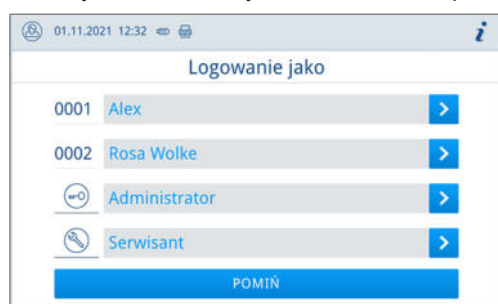 01.11.2021 12:32
i
Logowanie jako
0001 Alex
0002 Rosa Wolke
Administrator
Serwisant
POMIŃ